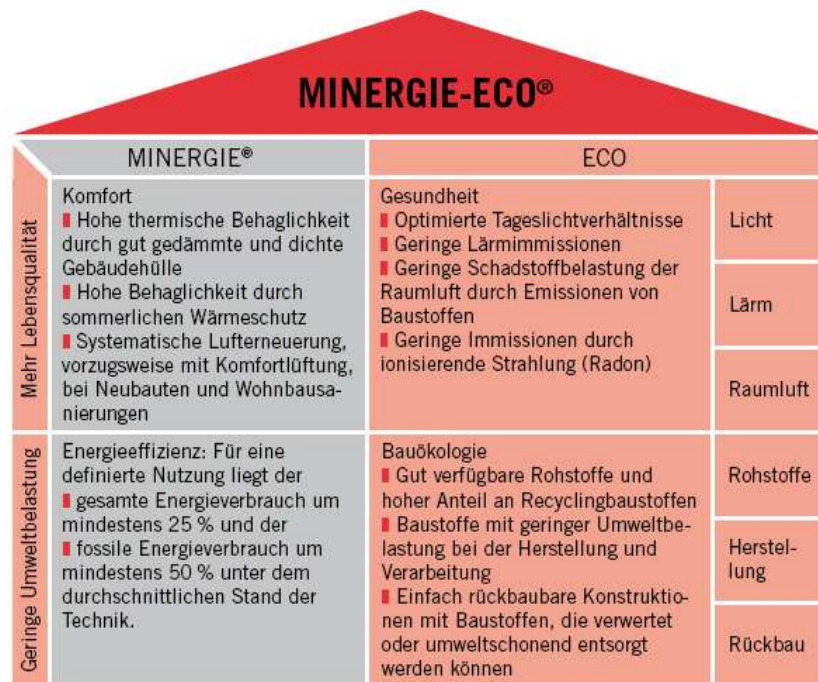 MINERGIE-ECO®
MINERGIE®
ECO
Mehr Lebensqualität
Komfort
Hohe thermische Behaglichkeit
durch gut gedämmte und dichte
Gebäudehülle
Hohe Behaglichkeit durch
sommerlichen Wärmeschutz
Systematische Lufterneuerung,
vorzugsweise mit Komfortlüftung,
bei Neubauten und Wohnbausa-
nierungen
Gesundheit
Optimierte Tageslichtverhältnisse
Geringe Lärmimmissionen
Geringe Schadstoffbelastung der
Raumluft durch Emissionen von
Baustoffen
Geringe Immissionen durch
ionisierende Strahlung (Radon)
Licht
Lärm
Raumluft
Geringe Umweltbelastung
Energieeffizienz: Für eine
definierte Nutzung liegt der
gesamte Energieverbrauch um
mindestens 25 % und der
fossile Energieverbrauch um
mindestens 50 % unter dem
durchschnittlichen Stand der
Technik.
Bauökologie
Gut verfügbare Rohstoffe und
hoher Anteil an Recyclingbaustoffen
Baustoffe mit geringer Umweltbe-
lastung bei der Herstellung und
Verarbeitung
Einfach rückbaubare Konstruktio-
nen mit Baustoffen, die verwertet
oder umweltschonend entsorgt
werden können
Rohstoffe
Herstel-
lung
Rückbau